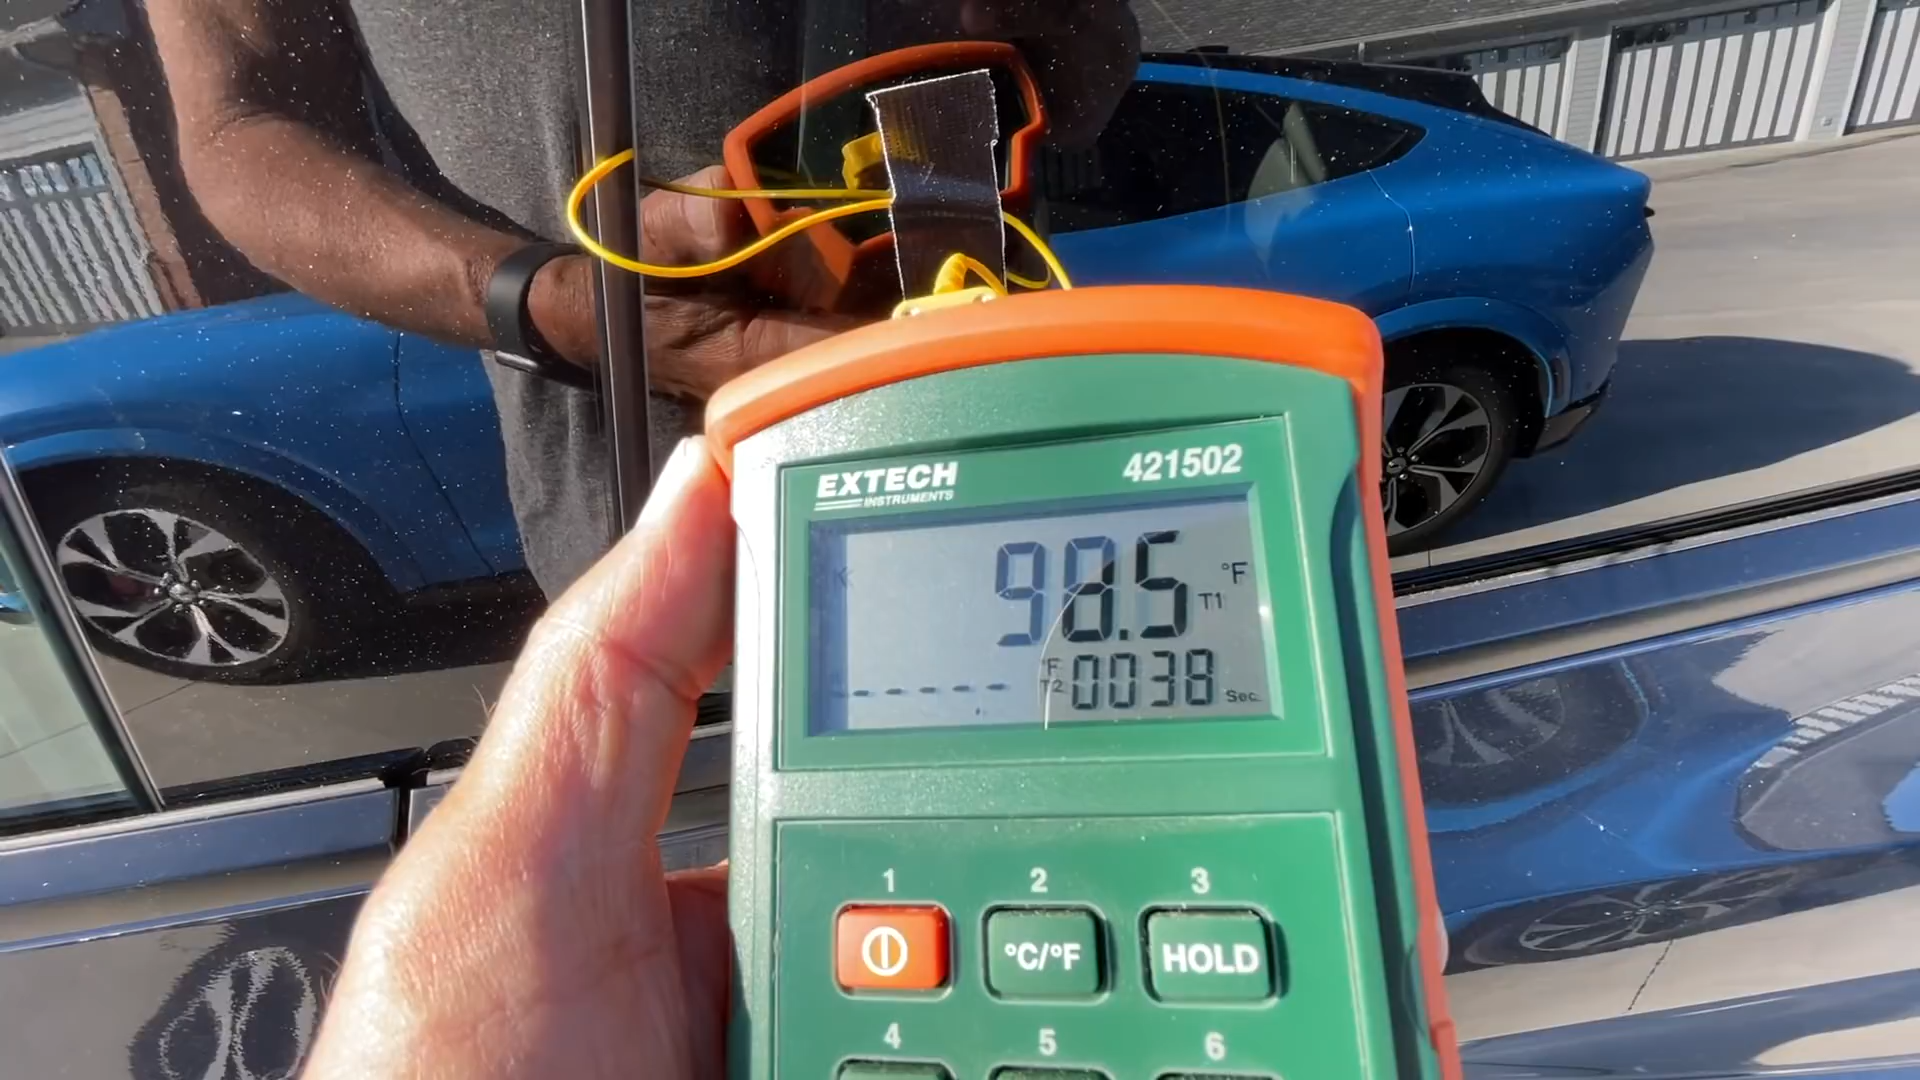 EXTECH
INSTRUMENTS
421502
K
98.5 °F
T1
°F
T2
0038 Sec.
-----
1 2 3
°C/°F HOLD
4 5 6